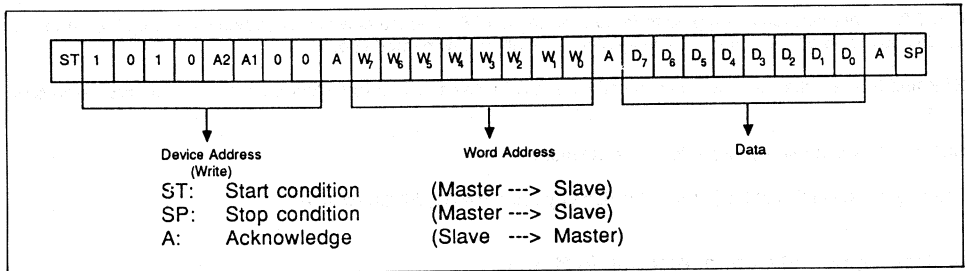 ST 1 0 1 0 A2 A1 0 0 A W7 W6 W5 W4 W3 W2 W1 W0 A D7 D6 D5 D4 D3 D2 D1 D0 A SP
Device Address Word Address Data
(Write)
ST: Start condition (Master ---> Slave)
SP: Stop condition (Master ---> Slave)
A: Acknowledge (Slave ---> Master)